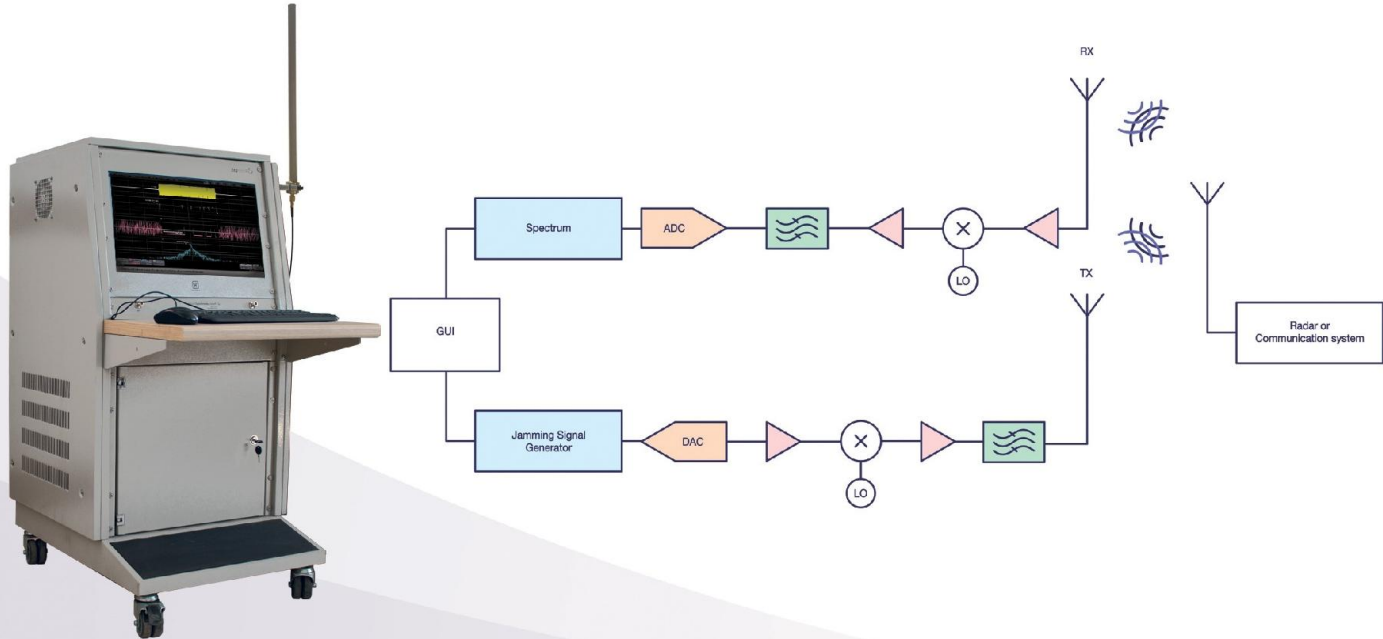 RX
Spectrum
ADC
LO
TX
GUI
Radar or
Communication system
Jamming Signal
Generator
DAC
LO